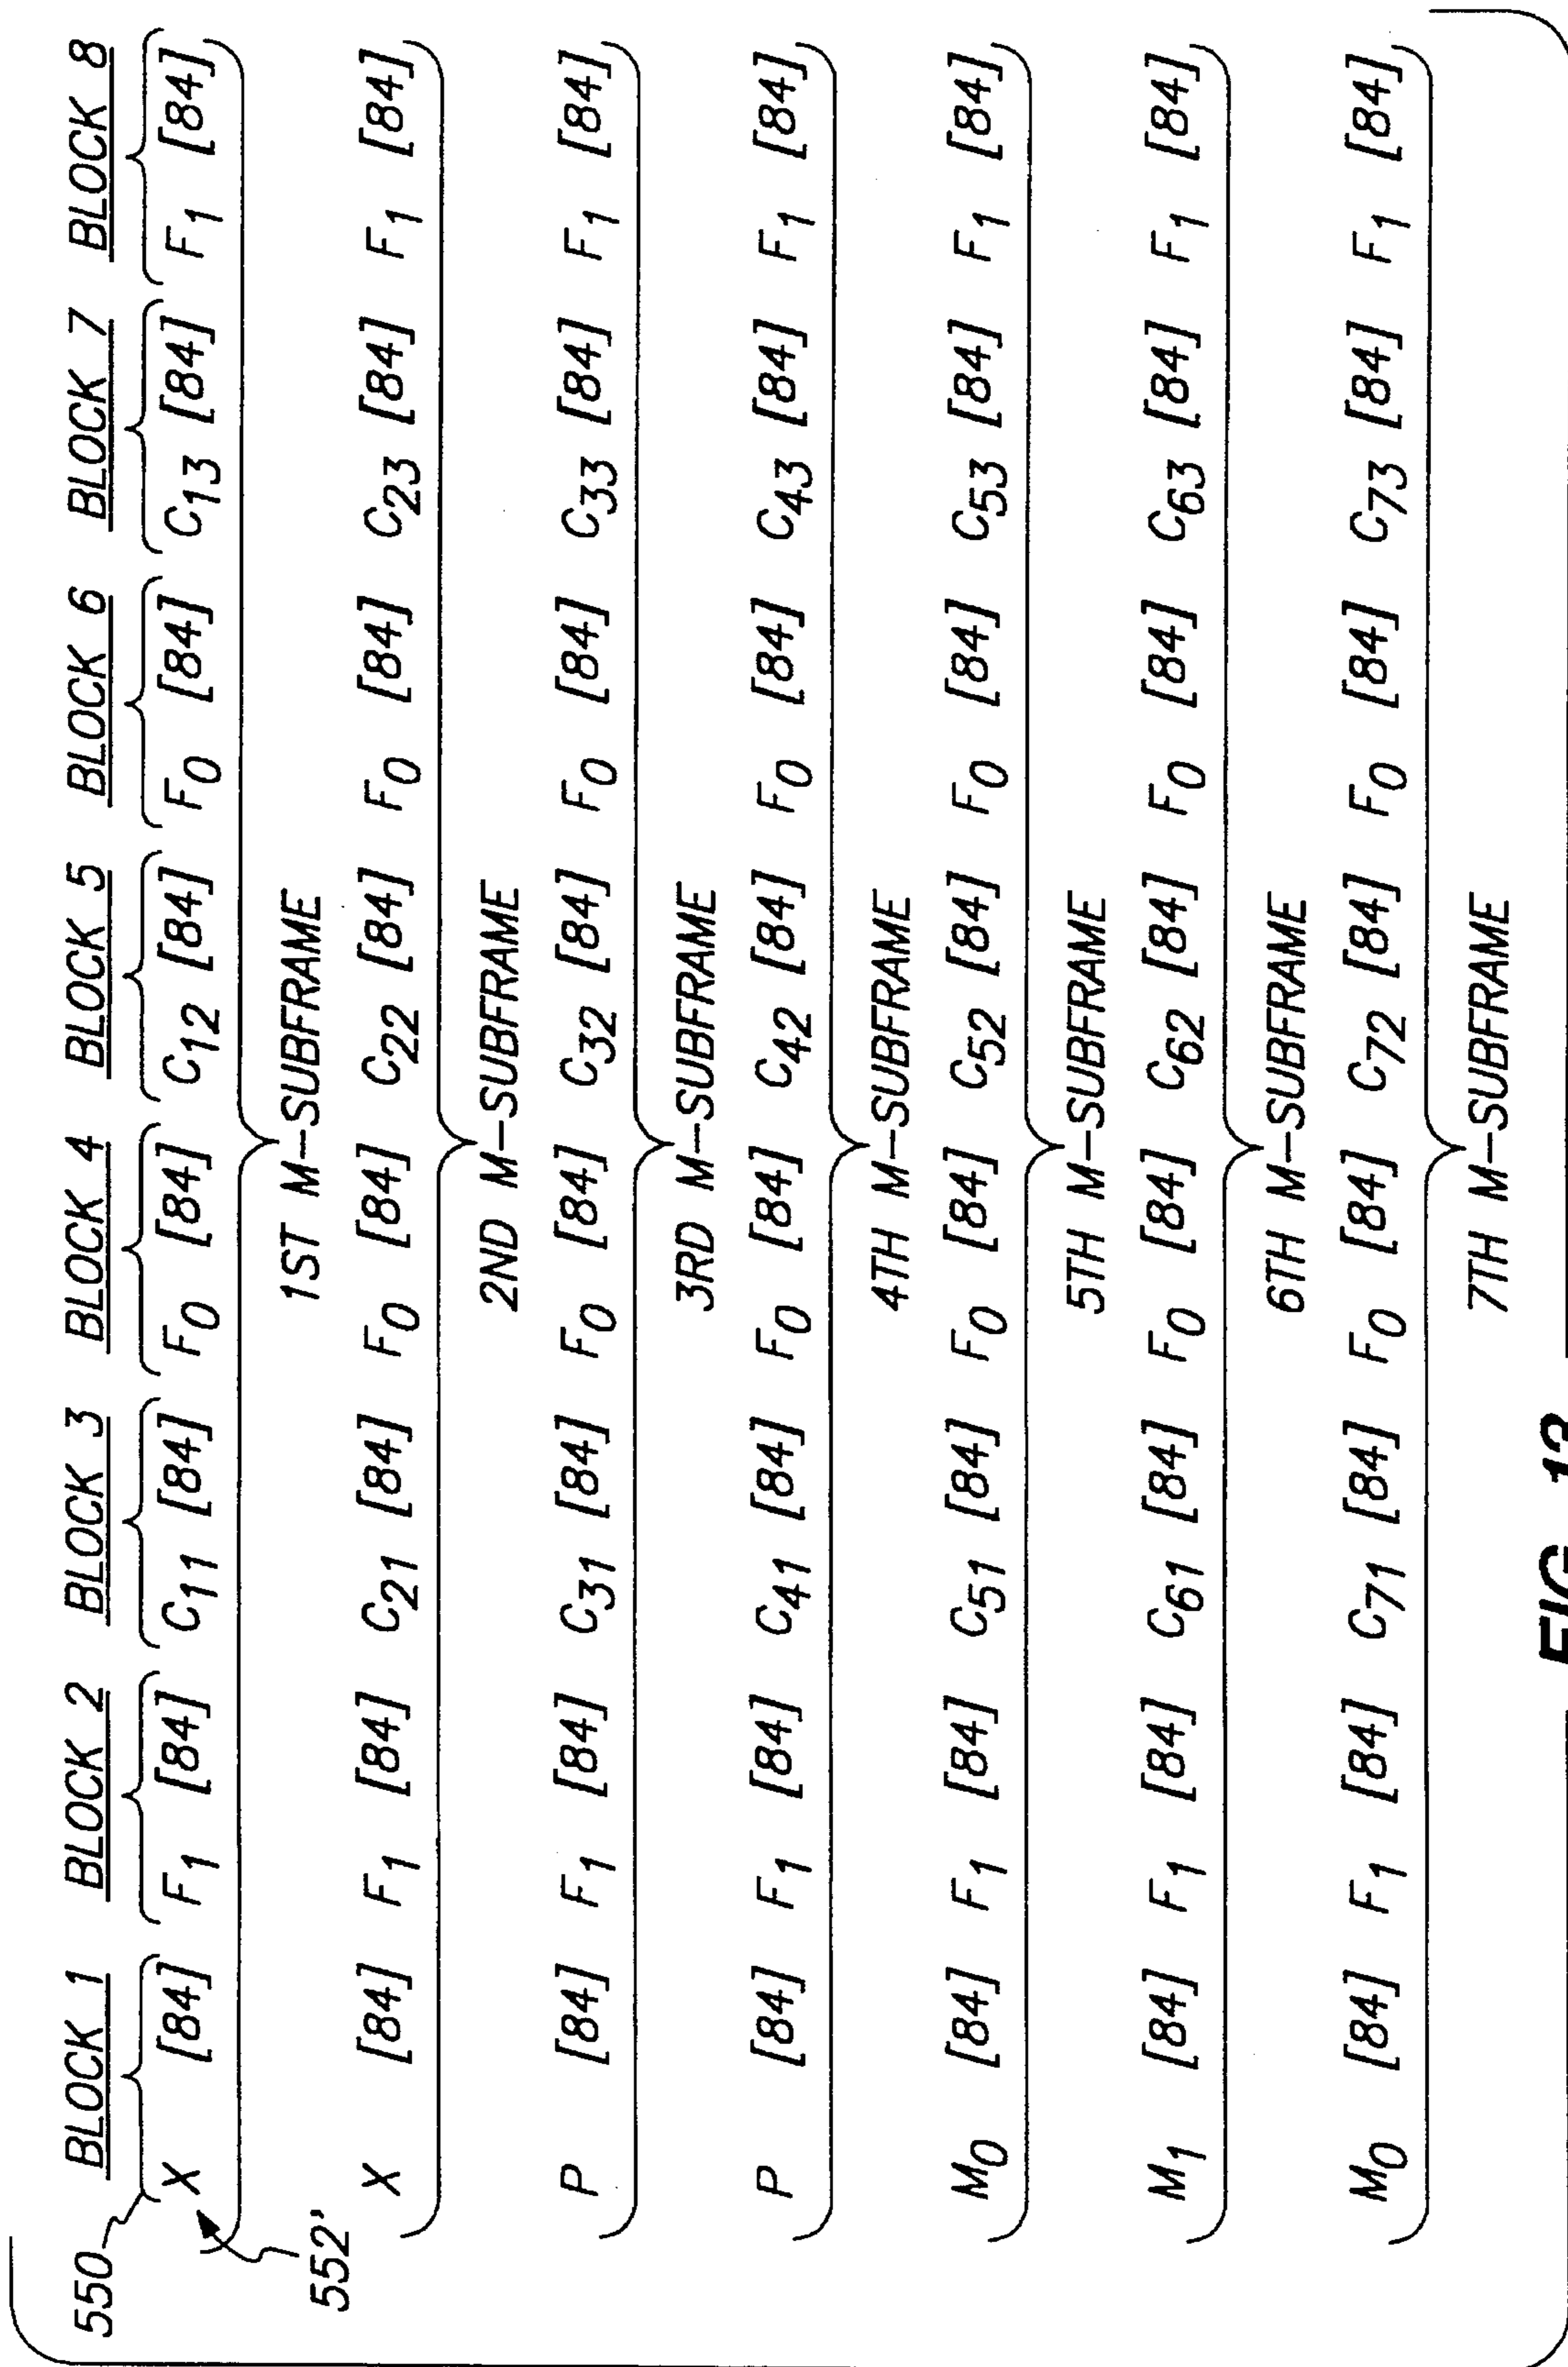 550
BLOCK 1 BLOCK 2 BLOCK 3 BLOCK 4 BLOCK 5 BLOCK 6 BLOCK 7 BLOCK 8
X [84] F1 [84] C11 [84] F0 [84] C12 [84] F0 [84] C13 [84] F1 [84]
552'
1ST M-SUBFRAME
X [84] F1 [84] C21 [84] F0 [84] C22 [84] F0 [84] C23 [84] F1 [84]
2ND M-SUBFRAME
P [84] F1 [84] C31 [84] F0 [84] C32 [84] F0 [84] C33 [84] F1 [84]
3RD M-SUBFRAME
P [84] F1 [84] C41 [84] F0 [84] C42 [84] F0 [84] C43 [84] F1 [84]
4TH M-SUBFRAME
M0 [84] F1 [84] C51 [84] F0 [84] C52 [84] F0 [84] C53 [84] F1 [84]
5TH M-SUBFRAME
M1 [84] F1 [84] C61 [84] F0 [84] C62 [84] F0 [84] C63 [84] F1 [84]
6TH M-SUBFRAME
M0 [84] F1 [84] C71 [84] F0 [84] C72 [84] F0 [84] C73 [84] F1 [84]
7TH M-SUBFRAME